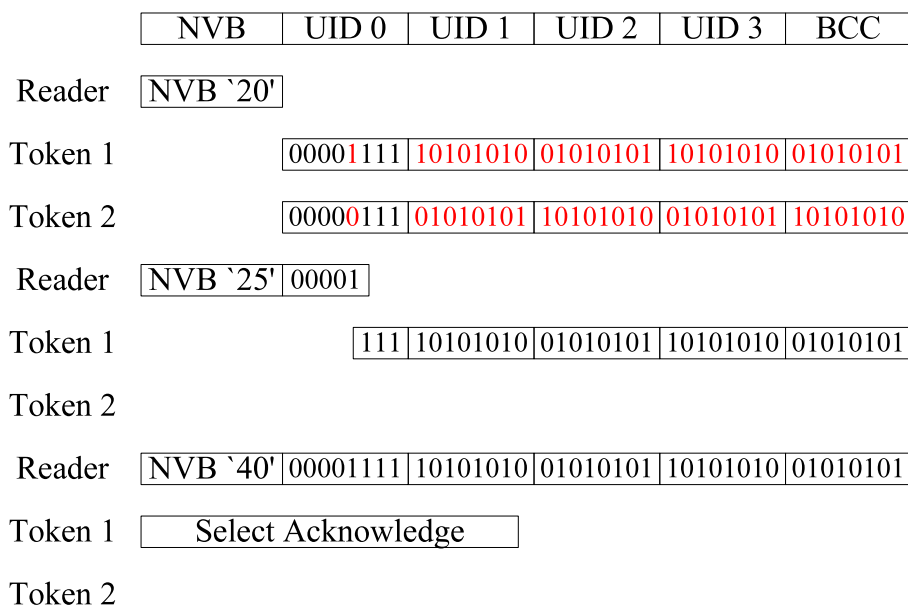 NVB UID 0 UID 1 UID 2 UID 3 BCC
Reader NVB `20'
Token 1 00001111 10101010 01010101 10101010 01010101
Token 2 00000111 01010101 10101010 01010101 10101010
Reader NVB `25' 00001
Token 1 111 10101010 01010101 10101010 01010101
Token 2
Reader NVB `40' 00001111 10101010 01010101 10101010 01010101
Token 1 Select Acknowledge
Token 2